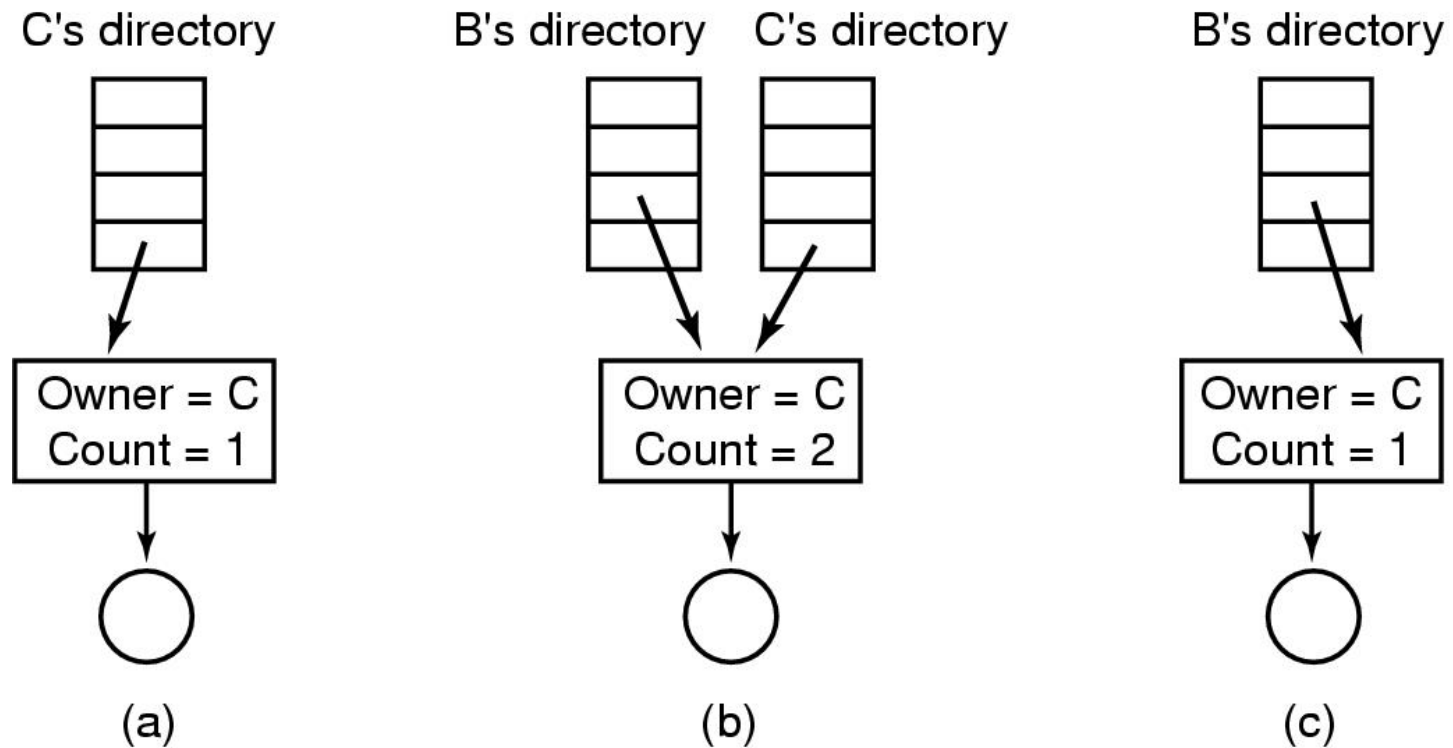 C's directory
B's directory
C's directory
B's directory
Owner = C
Count = 1
Owner = C
Count = 2
Owner = C
Count = 1
(a)
(b)
(c)